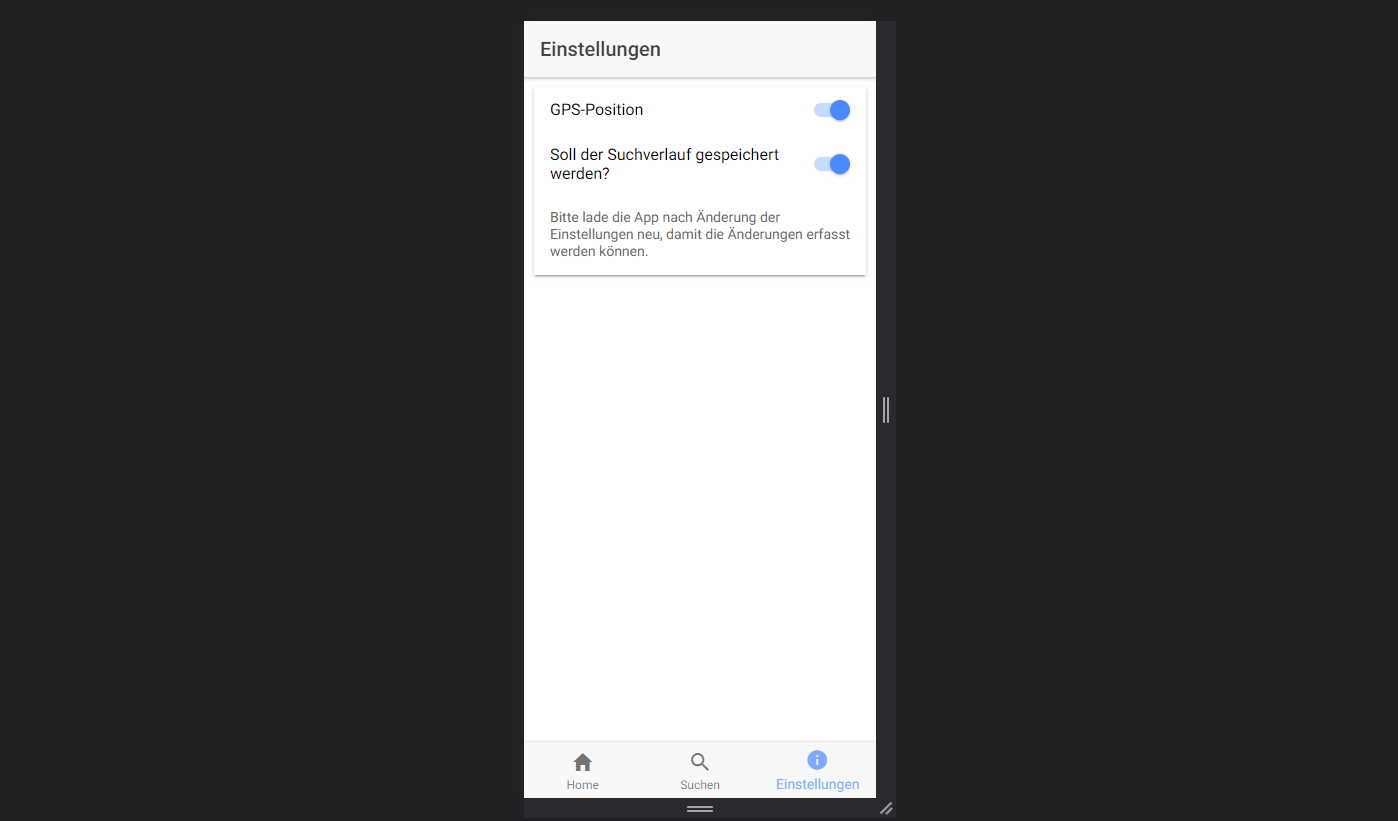 Einstellungen
GPS-Position
Soll der Suchverlauf gespeichert
werden?
Bitte lade die App nach Änderung der
Einstellungen neu, damit die Änderungen erfasst
werden können.
Home
Suchen
Einstellungen